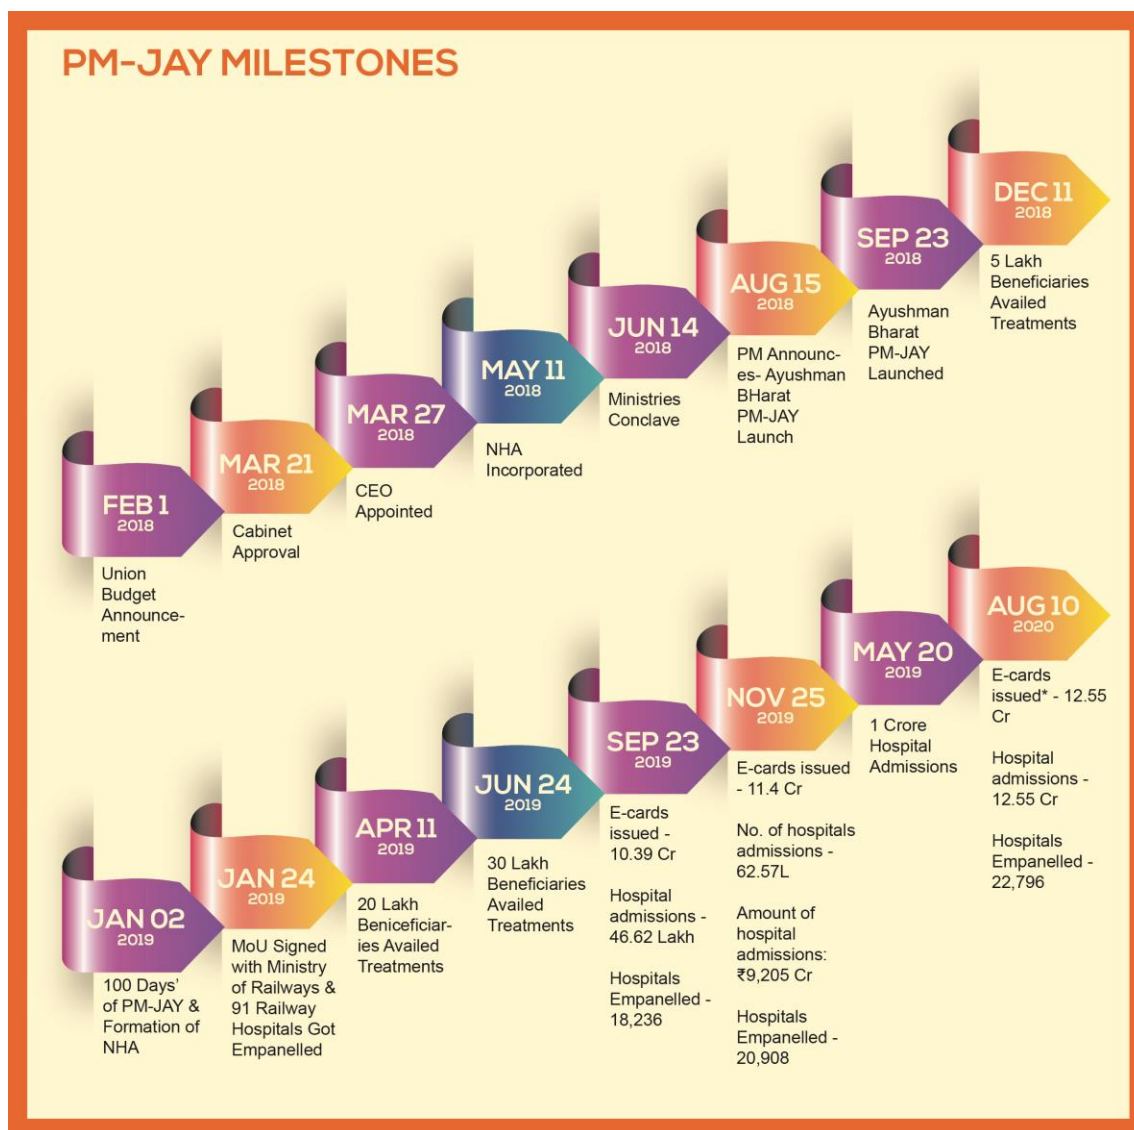 PM-JAY MILESTONES
FEB 1
2018
Union
Budget
Announce-
ment
MAR 21
2018
Cabinet
Approval
MAR 27
2018
CEO
Appointed
MAY 11
2018
NHA
Incorporated
JUN 14
2018
Ministries
Conclave
AUG 15
2018
PM Announc-
es- Ayushman
BHarat
PM-JAY
Launch
SEP 23
2018
Ayushman
Bharat
PM-JAY
Launched
DEC 11
2018
5 Lakh
Beneficiaries
Availed
Treatments
JAN 02
2019
100 Days'
of PM-JAY &
Formation of
NHA
JAN 24
2019
MoU Signed
with Ministry
of Railways &
91 Railway
Hospitals Got
Empanelled
APR 11
2019
20 Lakh
Beniceficiar-
ies Availed
Treatments
JUN 24
2019
30 Lakh
Beneficiaries
Availed
Treatments
SEP 23
2019
E-cards
issued -
10.39 Cr
Hospital
admissions -
46.62 Lakh
Hospitals
Empanelled -
18,236
NOV 25
2019
E-cards issued
- 11.4 Cr
No. of hospitals
admissions -
62.57L
Amount of
hospital
admissions:
₹9,205 Cr
Hospitals
Empanelled -
20,908
MAY 20
2019
1 Crore
Hospital
Admissions
AUG 10
2020
E-cards
issued* - 12.55
Cr
Hospital
admissions -
12.55 Cr
Hospitals
Empanelled -
22,796